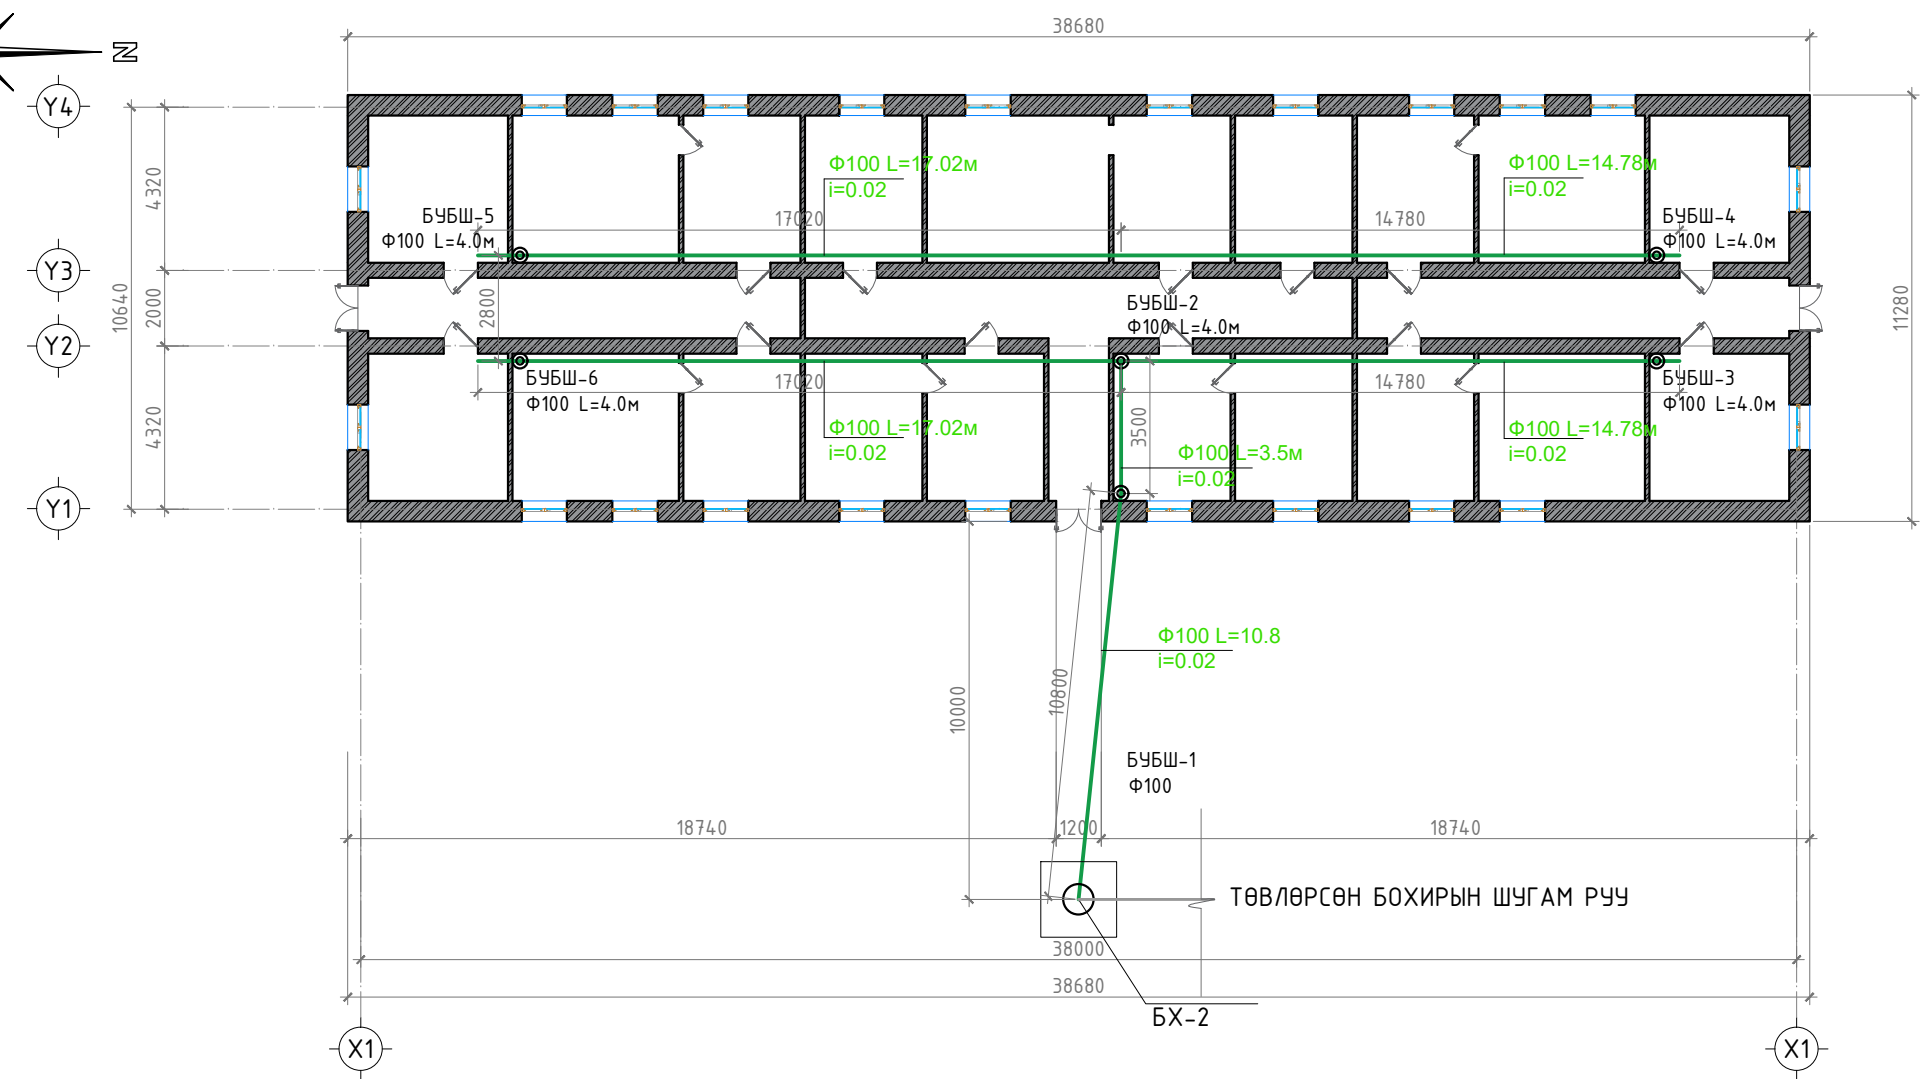 38680
N
Y4
Ф100 L=17.02м
i=0.02
Ф100 L=14.78м
i=0.02
4320
БУБШ-5
Ф100 L=4.0м
17020
14780
БУБШ-4
Ф100 L=4.0м
Y3
10640
2000
2800
БУБШ-2
Ф100 L=4.0м
11280
Y2
БУБШ-6
Ф100 L=4.0м
17020
14780
БУБШ-3
Ф100 L=4.0м
4320
Ф100 L=17.02м
i=0.02
3500
Ф100 L=3.5м
i=0.02
Ф100 L=14.78м
i=0.02
Y1
Ф100 L=10.8
i=0.02
10000
10800
БУБШ-1
Ф100
18740
1200
18740
ТӨВЛӨРСӨН БОХИРЫН ШУГАМ РУУ
38000
38680
БХ-2
X1
X1